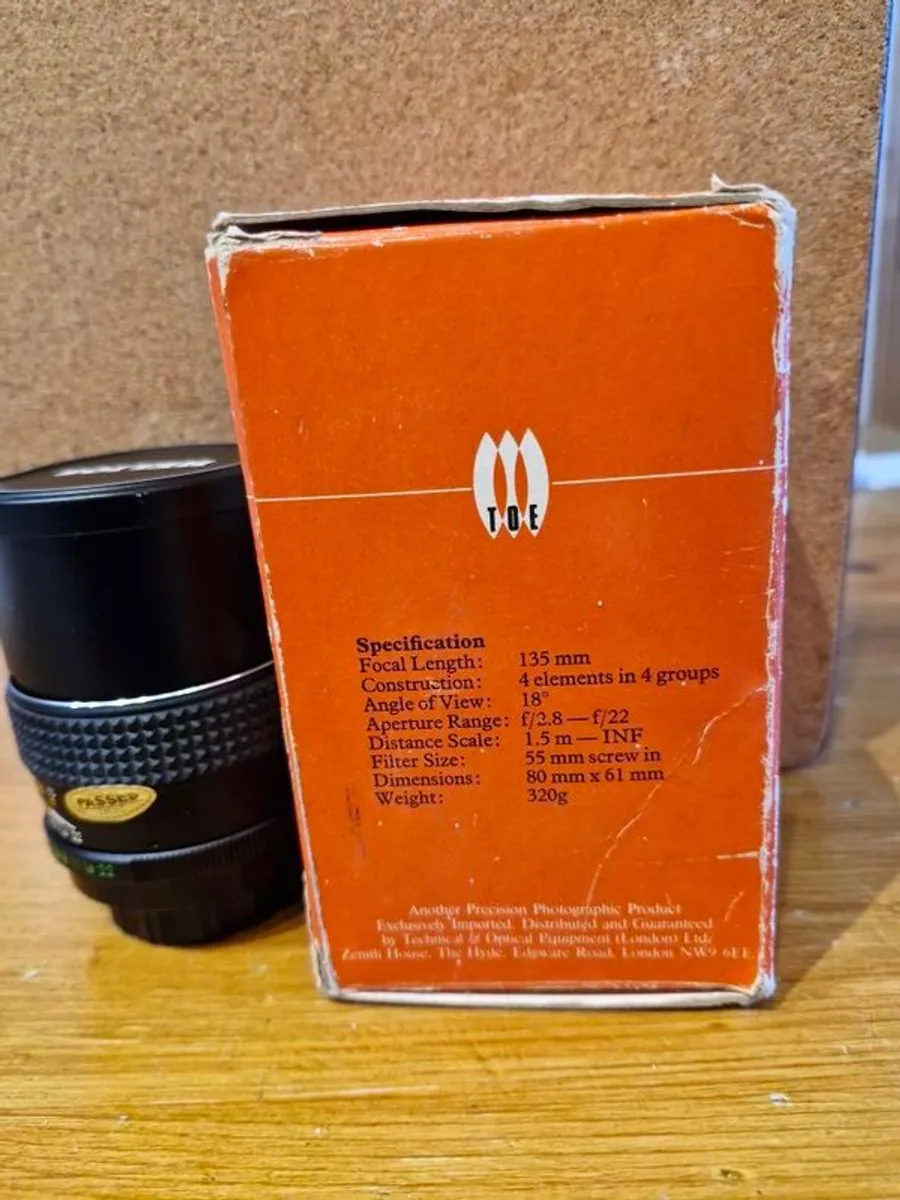 TOE
Specification
Focal Length: 135 mm
Construction: 4 elements in 4 groups
Angle of View: 18°
Aperture Range: f/2.8 — f/22
Distance Scale: 1.5 m — INF
Filter Size: 55 mm screw in
Dimensions: 80 mm x 61 mm
Weight: 320g
Another Precision Photographic Product
Exclusively Imported, Distributed and Guaranteed
by Technical & Optical Equipment (London) Ltd,
Zenith House, The Hyde, Edgware Road, London NW9 6EE
PASSED
22